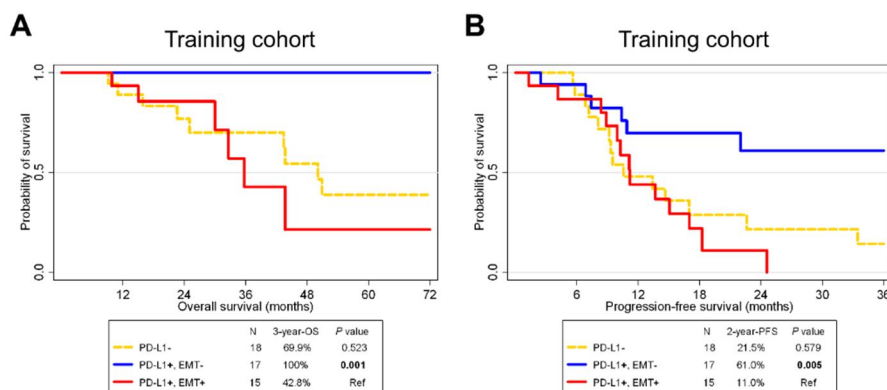 A
Training cohort
Probability of survival
1.0
0.5
0.0
12 24 36 48 60 72
Overall survival (months)
N 3-year-OS P value
PD-L1- 18 69.9% 0.523
PD-L1+, EMT- 17 100% 0.001
PD-L1+, EMT+ 15 42.8% Ref
B
Training cohort
Probability of survival
1.0
0.5
0.0
6 12 18 24 30 36
Progression-free survival (months)
N 2-year-PFS P value
PD-L1- 18 21.5% 0.579
PD-L1+, EMT- 17 61.0% 0.005
PD-L1+, EMT+ 15 11.0% Ref